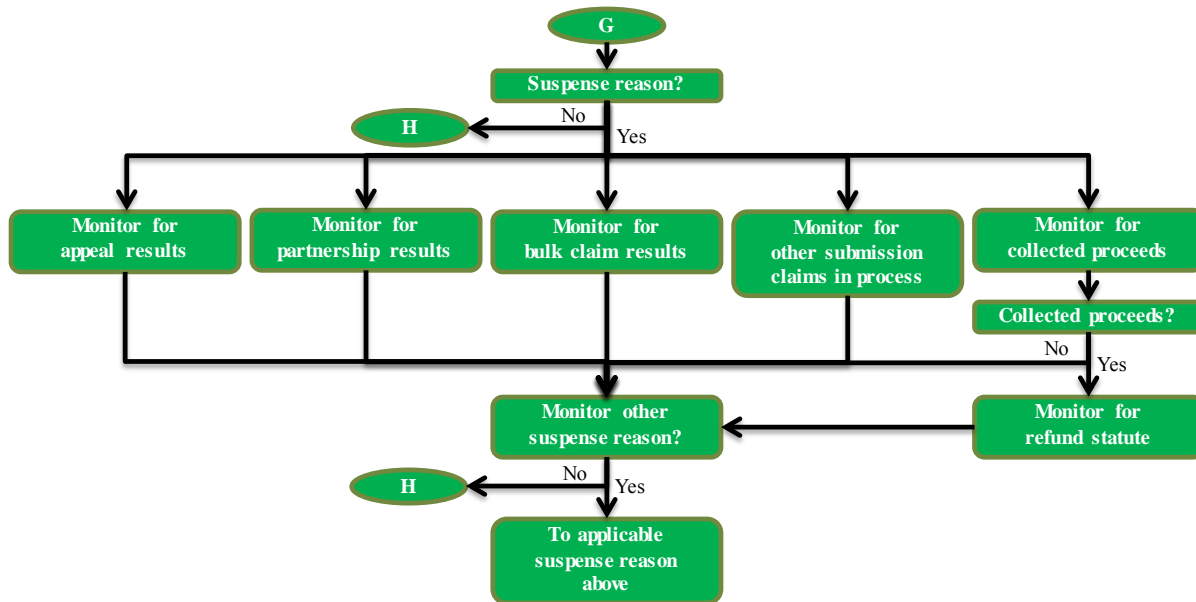 G
Suspense reason?
No
H
Yes
Monitor for
appeal results
Monitor for
partnership results
Monitor for
bulk claim results
Monitor for
other submission
claims in process
Monitor for
collected proceeds
Collected proceeds?
No
Yes
Monitor other
suspense reason?
Monitor for
refund statute
No
H
Yes
To applicable
suspense reason
above